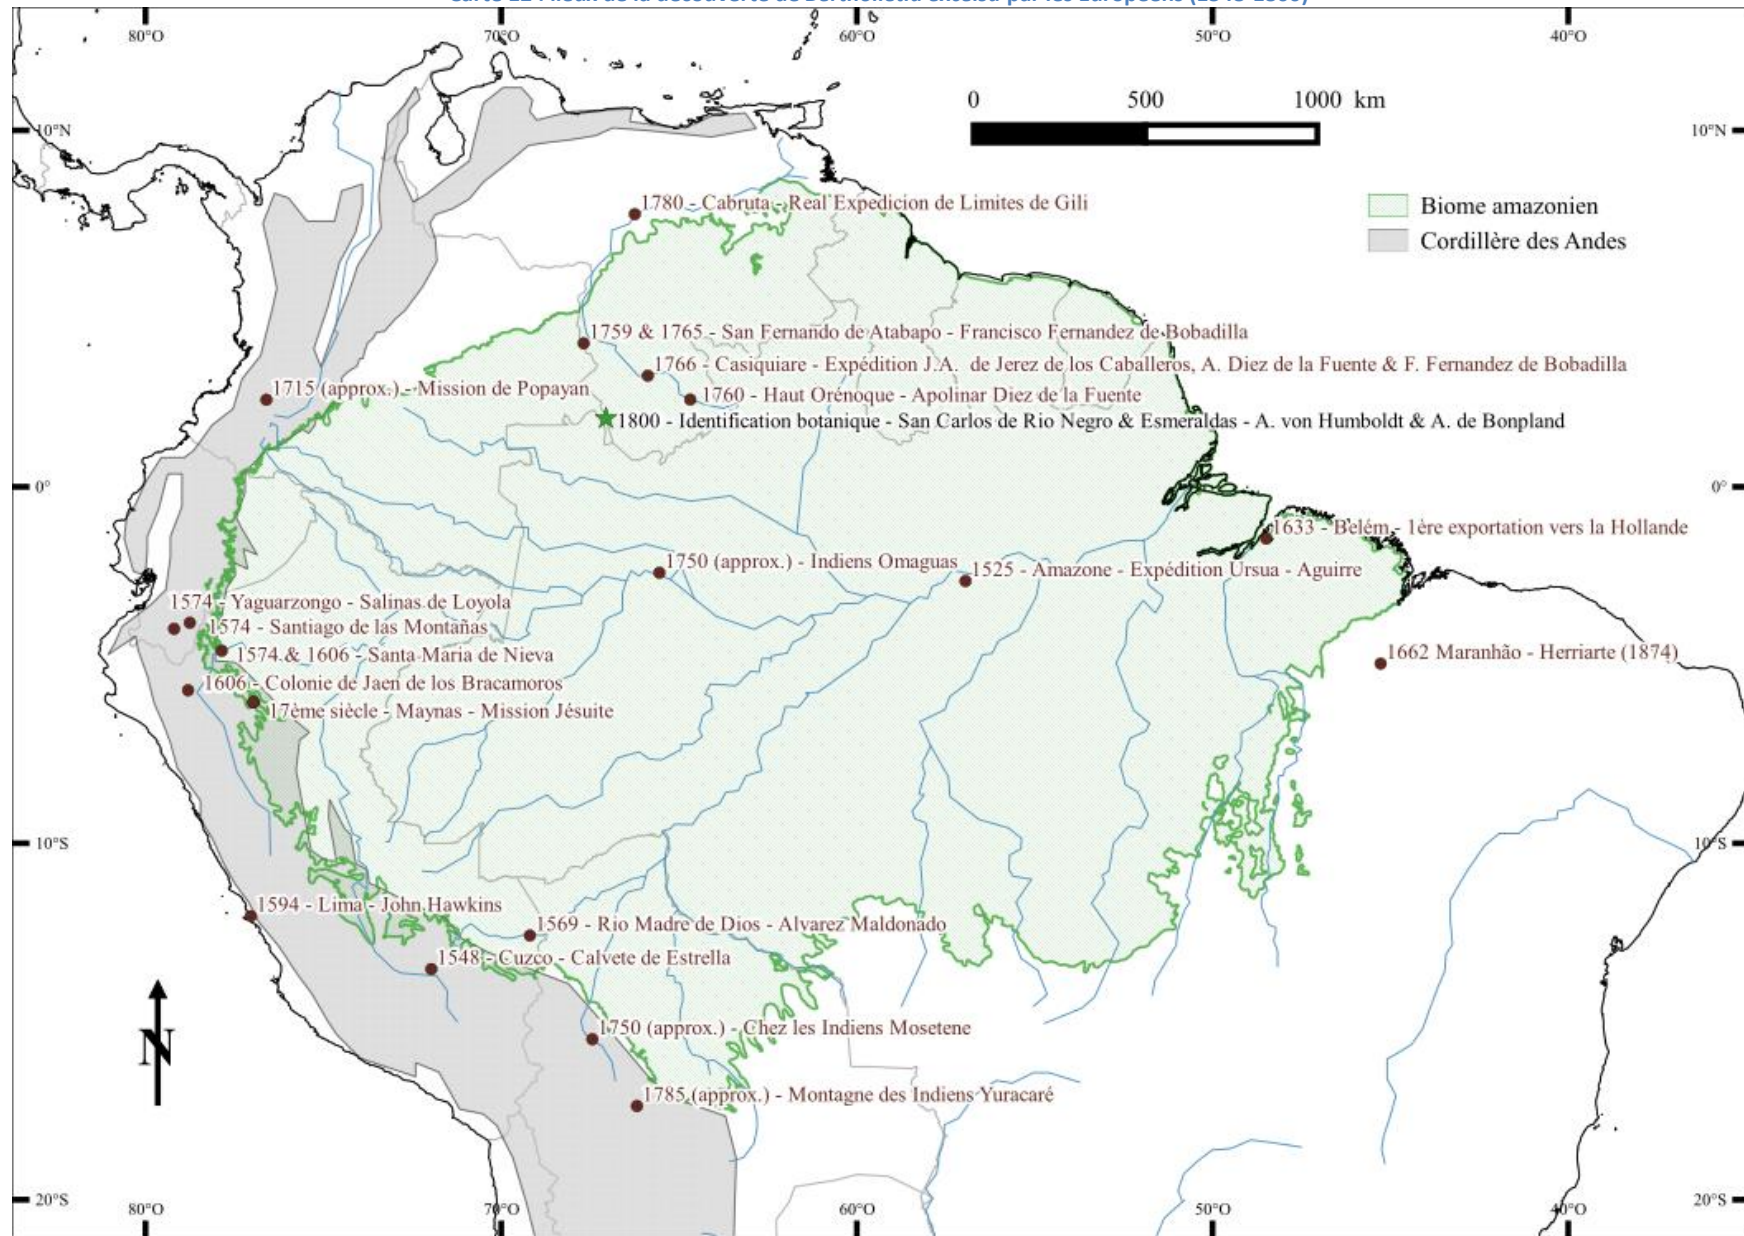 80°O 70°O 60°O 50°O 40°O
0 500 1000 km
10°N 10°N
Biome amazonien
Cordillère des Andes
1780 - Cabruta - Real Expedicion de Limites de Gili
1759 & 1765 - San Fernando de Atabapo - Francisco Fernandez de Bobadilla
1766 - Casiquiare - Expédition J.A. de Jerez de los Caballeros, A. Diez de la Fuente & F. Fernandez de Bobadilla
1715 (approx.) - Mission de Popayan
1760 - Haut Orénoque - Apolinar Diez de la Fuente
1800 - Identification botanique - San Carlos de Rio Negro & Esmeraldas - A. von Humboldt & A. de Bonpland
0° 0°
1633 - Belém - 1ère exportation vers la Hollande
1750 (approx.) - Indiens Omaguas
1525 - Amazone - Expédition Ursua - Aguirre
1574 - Yaguarzongo - Salinas de Loyola
1574 - Santiago de las Montañas
1574 & 1606 - Santa Maria de Nieva
1662 Maranhão - Herriarte (1874)
1606 - Colonie de Jaen de los Bracamoros
17ème siècle - Maynas - Mission Jésuite
10°S 10°S
1594 - Lima - John Hawkins
1569 - Rio Madre de Dios - Alvarez Maldonado
1548 - Cuzco - Calvete de Estrella
N
1750 (approx.) - Chez les Indiens Mosetene
1785 (approx.) - Montagne des Indiens Yuracaré
20°S 20°S
80°O 70°O 60°O 50°O 40°O